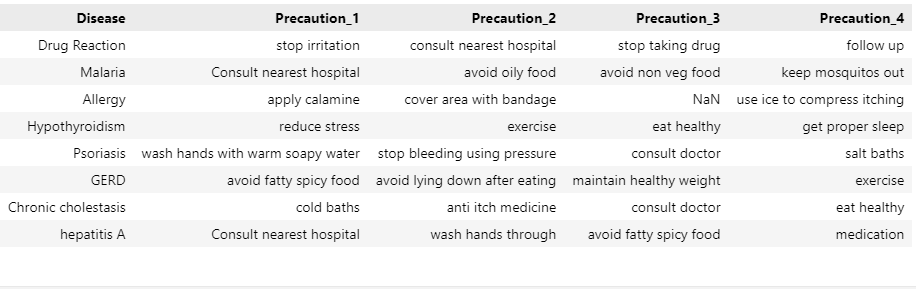 Disease Precaution_1 Precaution_2 Precaution_3 Precaution_4
Drug Reaction stop irritation consult nearest hospital stop taking drug follow up
Malaria Consult nearest hospital avoid oily food avoid non veg food keep mosquitos out
Allergy apply calamine cover area with bandage NaN use ice to compress itching
Hypothyroidism reduce stress exercise eat healthy get proper sleep
Psoriasis wash hands with warm soapy water stop bleeding using pressure consult doctor salt baths
GERD avoid fatty spicy food avoid lying down after eating maintain healthy weight exercise
Chronic cholestasis cold baths anti itch medicine consult doctor eat healthy
hepatitis A Consult nearest hospital wash hands through avoid fatty spicy food medication